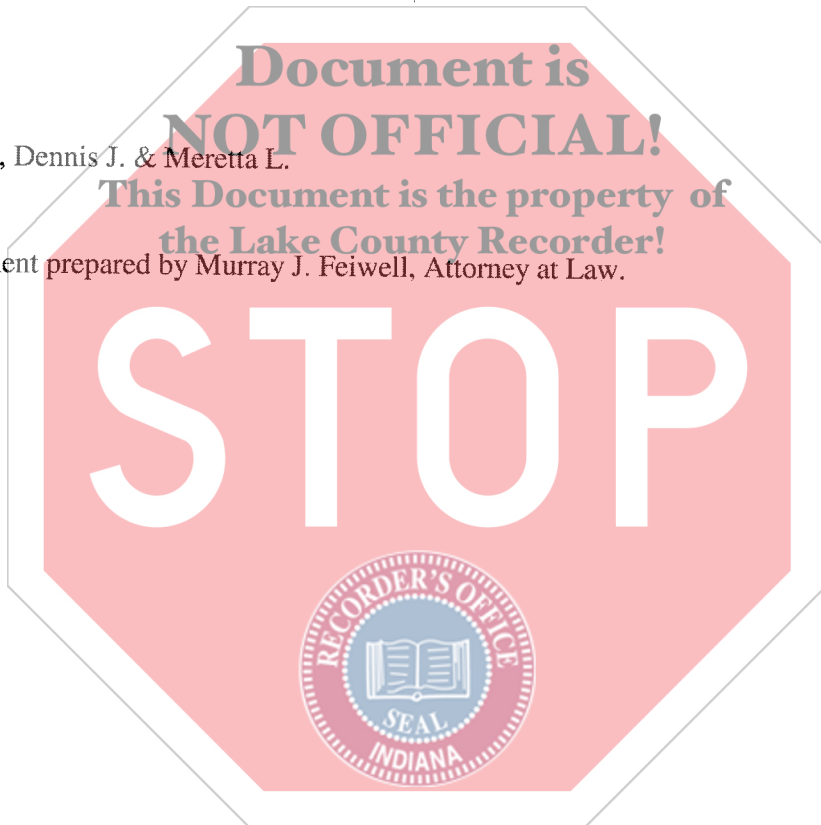 Document is
NOT OFFICIAL!
, Dennis J. & Meretta L.
This Document is the property of
the Lake County Recorder!
ent prepared by Murray J. Feiwell, Attorney at Law.
STOP
RECORDER'S OFFICE
SEAL
INDIANA